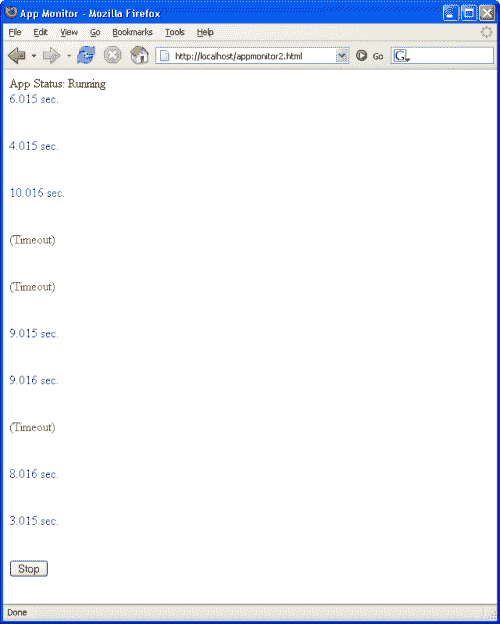 App Monitor - Mozilla Firefox
File Edit View Go Bookmarks Tools Help
http://localhost/appmonitor2.html Go G
App Status: Running
6.015 sec.
4.015 sec.
10.016 sec.
(Timeout)
(Timeout)
9.015 sec.
9.016 sec.
(Timeout)
8.016 sec.
3.015 sec.
Stop
Done